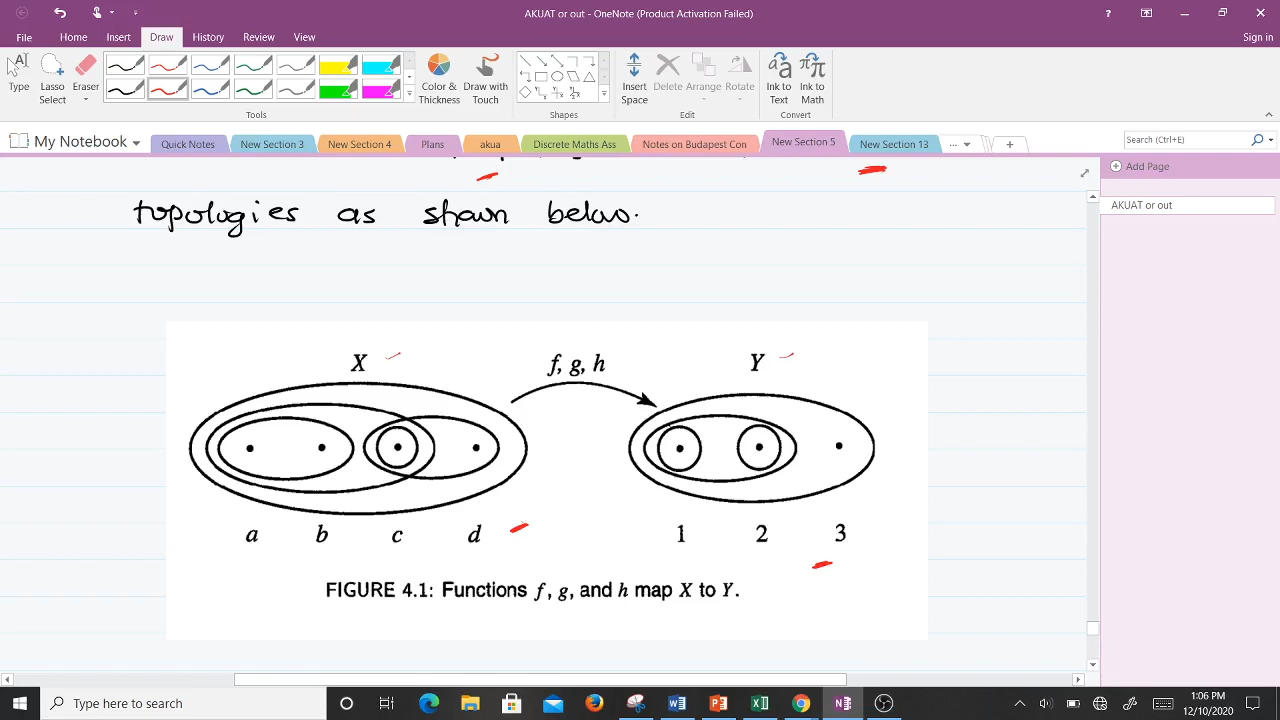 AKUAT or out - OneNote (Product Activation Failed)
? Sign in
File Home Insert Draw History Review View
Type Lasso Select Eraser Color & Thickness Draw with Touch Insert Space Delete Arrange Rotate Ink to Text Ink to Math
Tools Shapes Edit Convert
My Notebook Quick Notes New Section 3 New Section 4 Plans akua Discrete Maths Ass Notes on Budapest Con New Section 5 New Section 13 ... Search (Ctrl+E)
Add Page
AKUAT or out
topologies as shown below.
X f, g, h Y
a b c d 1 2 3
FIGURE 4.1: Functions f, g, and h map X to Y.
Type here to search
1:06 PM
12/10/2020